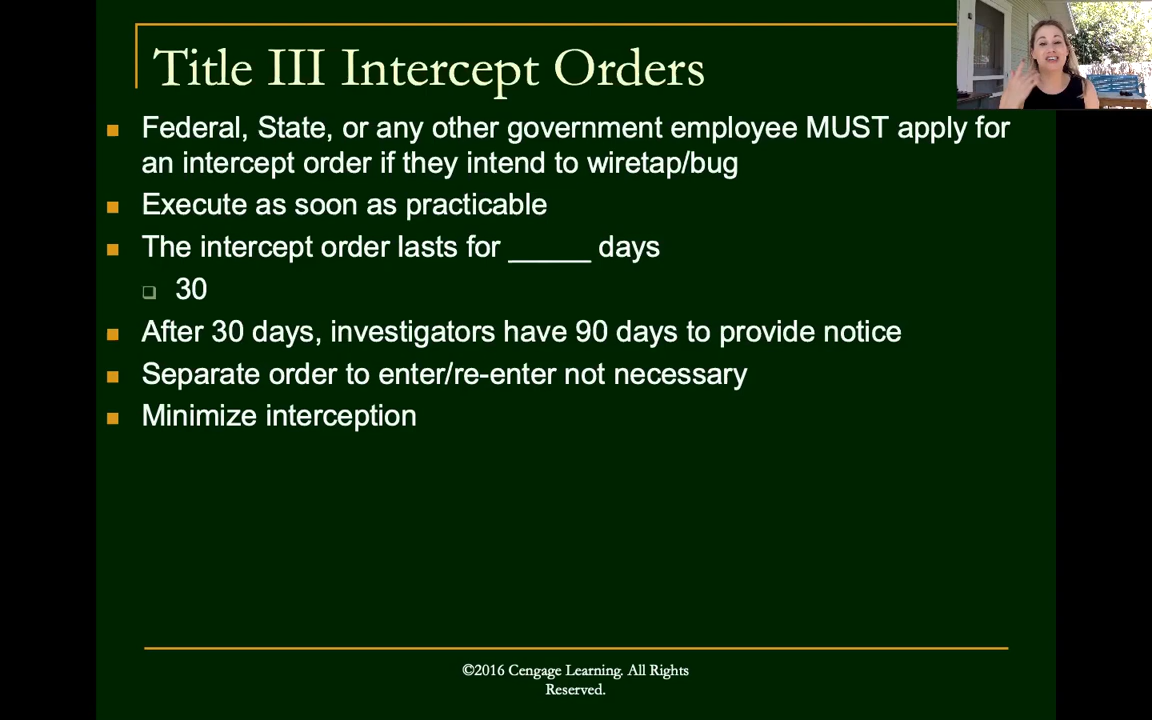 Title III Intercept Orders
Federal, State, or any other government employee MUST apply for
an intercept order if they intend to wiretap/bug
Execute as soon as practicable
The intercept order lasts for _____ days
30
After 30 days, investigators have 90 days to provide notice
Separate order to enter/re-enter not necessary
Minimize interception
©2016 Cengage Learning. All Rights
Reserved.